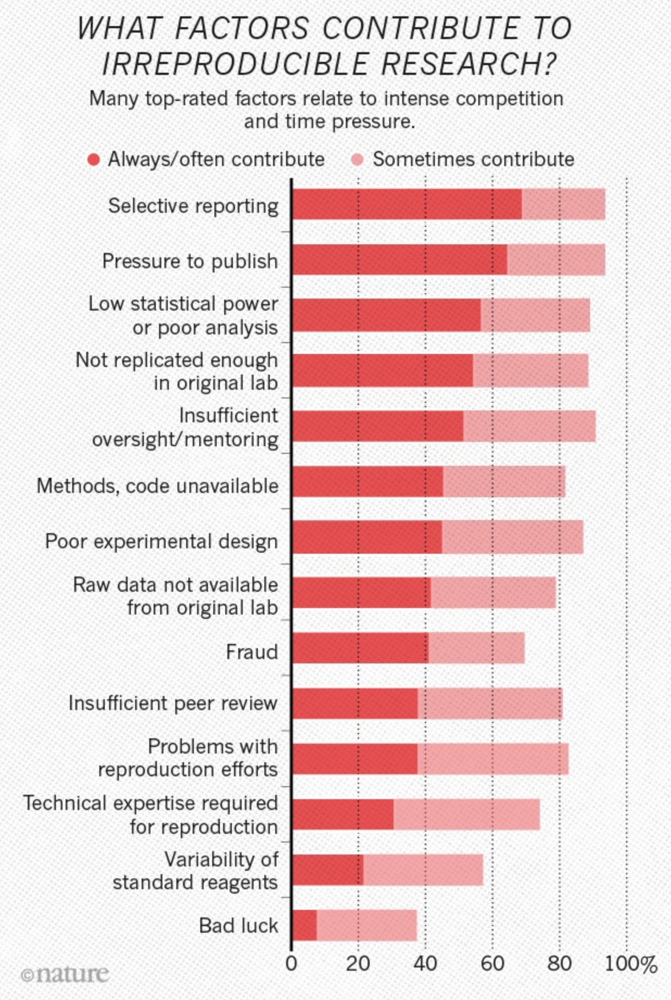 WHAT FACTORS CONTRIBUTE TO
IRREPRODUCIBLE RESEARCH?
Many top-rated factors relate to intense competition
and time pressure.
Always/often contribute Sometimes contribute
Selective reporting
Pressure to publish
Low statistical power
or poor analysis
Not replicated enough
in original lab
Insufficient
oversight/mentoring
Methods, code unavailable
Poor experimental design
Raw data not available
from original lab
Fraud
Insufficient peer review
Problems with
reproduction efforts
Technical expertise required
for reproduction
Variability of
standard reagents
Bad luck
0 20 40 60 80 100%
©nature